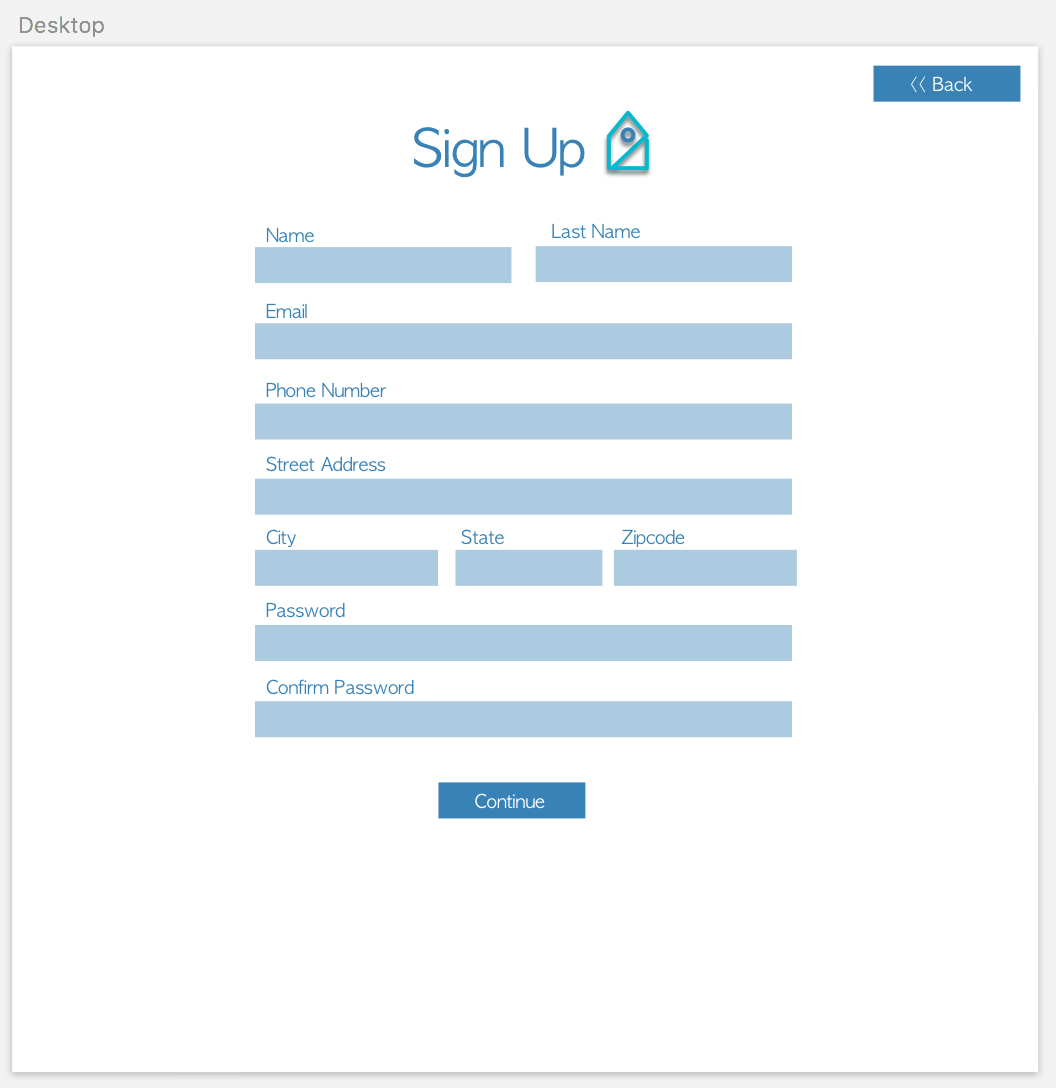 Desktop
《 Back
Sign Up
Name
Last Name
Email
Phone Number
Street Address
City State Zipcode
Password
Confirm Password
Continue